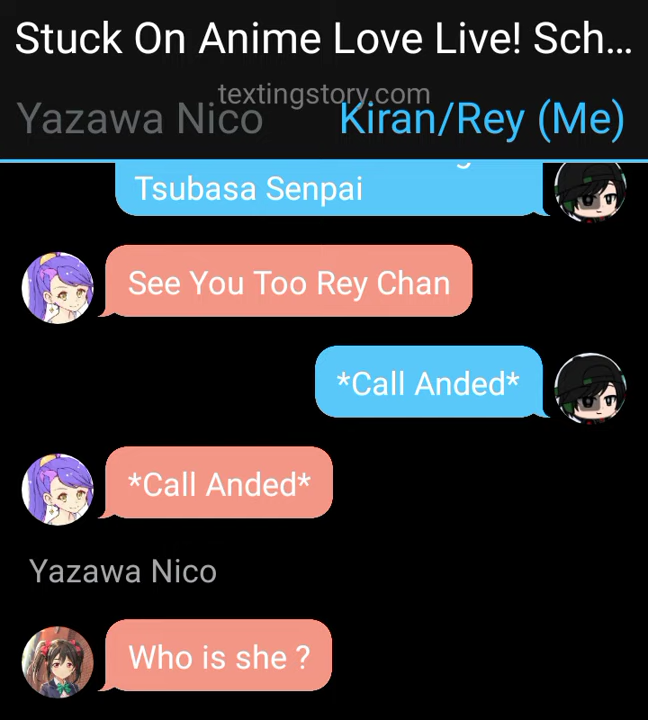 Stuck On Anime Love Live! Sch...
textingstory.com
Yazawa Nico
Kiran/Rey (Me)
Tsubasa Senpai
See You Too Rey Chan
*Call Anded*
*Call Anded*
Yazawa Nico
Who is she ?